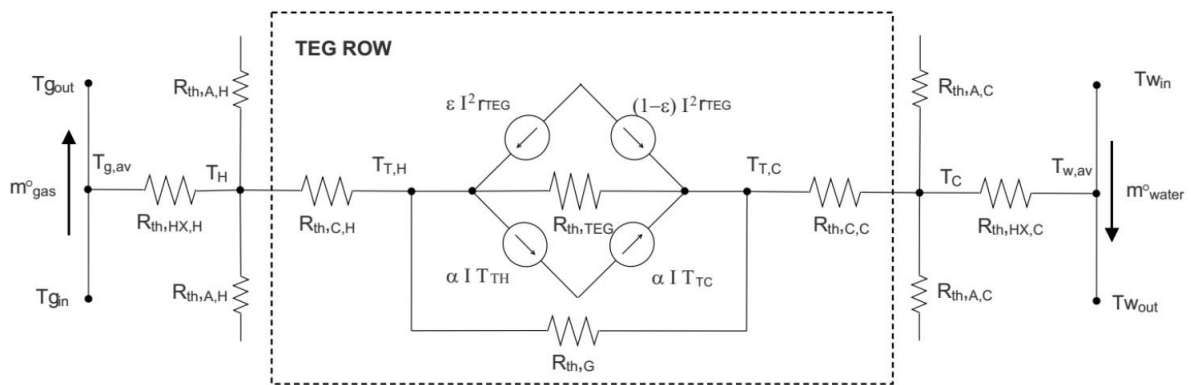 TEG ROW
Tg_out
R_th,A,H
ε I² r_TEG
(1−ε) I² r_TEG
R_th,A,C
Tw_in
T_g,av
T_H
T_T,H
T_T,C
T_C
T_w,av
m°_gas
R_th,HX,H
R_th,C,H
R_th,TEG
R_th,C,C
R_th,HX,C
m°_water
α I T_TH
α I T_TC
R_th,A,H
R_th,A,C
Tg_in
Tw_out
R_th,G